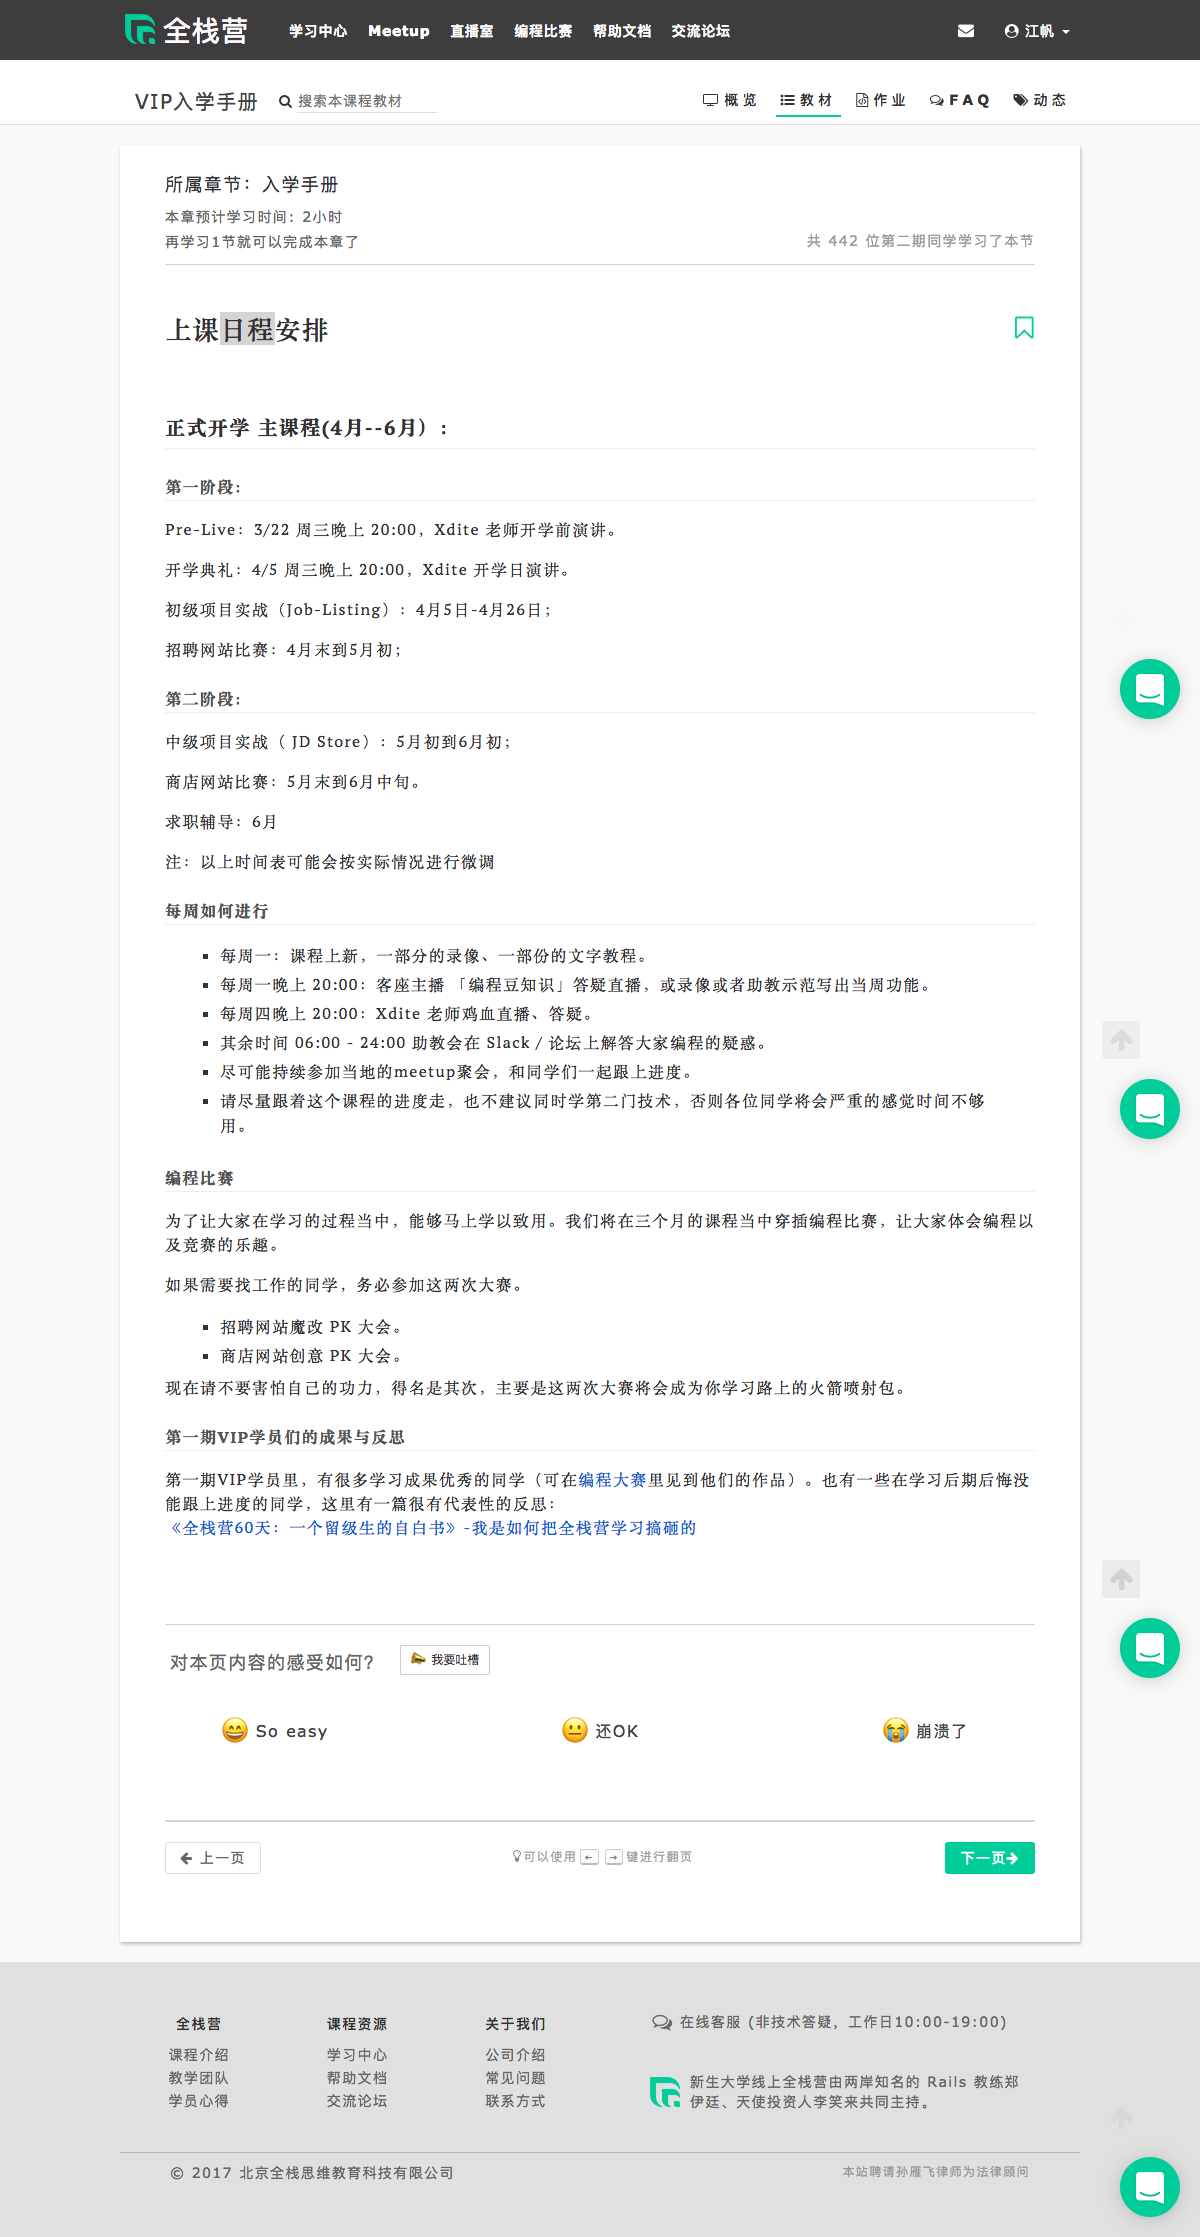 全栈营 学习中心 Meetup 直播室 编程比赛 帮助文档 交流论坛 江帆
VIP入学手册 搜索本课程教材 概览 教材 作业 FAQ 动态
所属章节：入学手册
本章预计学习时间：2小时
再学习1节就可以完成本章了 共 442 位第二期同学学习了本节
上课日程安排
正式开学 主课程(4月--6月）：
第一阶段：
Pre-Live：3/22 周三晚上 20:00，Xdite 老师开学前演讲。
开学典礼：4/5 周三晚上 20:00，Xdite 开学日演讲。
初级项目实战（Job-Listing）：4月5日-4月26日；
招聘网站比赛：4月末到5月初；
第二阶段：
中级项目实战（ JD Store）：5月初到6月初；
商店网站比赛：5月末到6月中旬。
求职辅导：6月
注：以上时间表可能会按实际情况进行微调
每周如何进行
▪ 每周一：课程上新，一部分的录像、一部份的文字教程。
▪ 每周一晚上 20:00：客座主播 「编程豆知识」答疑直播，或录像或者助教示范写出当周功能。
▪ 每周四晚上 20:00：Xdite 老师鸡血直播、答疑。
▪ 其余时间 06:00 - 24:00 助教会在 Slack / 论坛上解答大家编程的疑惑。
▪ 尽可能持续参加当地的meetup聚会，和同学们一起跟上进度。
▪ 请尽量跟着这个课程的进度走，也不建议同时学第二门技术，否则各位同学将会严重的感觉时间不够
用。
编程比赛
为了让大家在学习的过程当中，能够马上学以致用。我们将在三个月的课程当中穿插编程比赛，让大家体会编程以
及竞赛的乐趣。
如果需要找工作的同学，务必参加这两次大赛。
▪ 招聘网站魔改 PK 大会。
▪ 商店网站创意 PK 大会。
现在请不要害怕自己的功力，得名是其次，主要是这两次大赛将会成为你学习路上的火箭喷射包。
第一期VIP学员们的成果与反思
第一期VIP学员里，有很多学习成果优秀的同学（可在编程大赛里见到他们的作品）。也有一些在学习后期后悔没
能跟上进度的同学，这里有一篇很有代表性的反思：
《全栈营60天：一个留级生的自白书》-我是如何把全栈营学习搞砸的
对本页内容的感受如何? 我要吐槽
So easy 还OK 崩溃了
上一页 可以使用 ← → 键进行翻页 下一页
全栈营 课程资源 关于我们 在线客服 (非技术答疑，工作日10:00-19:00)
课程介绍 学习中心 公司介绍
教学团队 帮助文档 常见问题
学员心得 交流论坛 联系方式
新生大学线上全栈营由两岸知名的 Rails 教练郑
伊廷、天使投资人李笑来共同主持。
© 2017 北京全栈思维教育科技有限公司 本站聘请孙雁飞律师为法律顾问